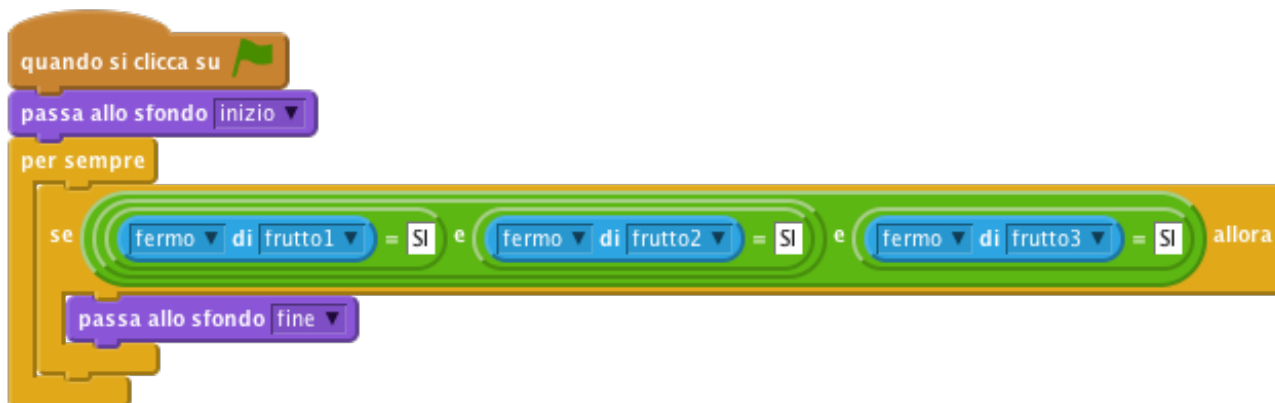 quando si clicca su
passa allo sfondo inizio
per sempre
se fermo di frutto1 = SI e fermo di frutto2 = SI e fermo di frutto3 = SI allora
passa allo sfondo fine